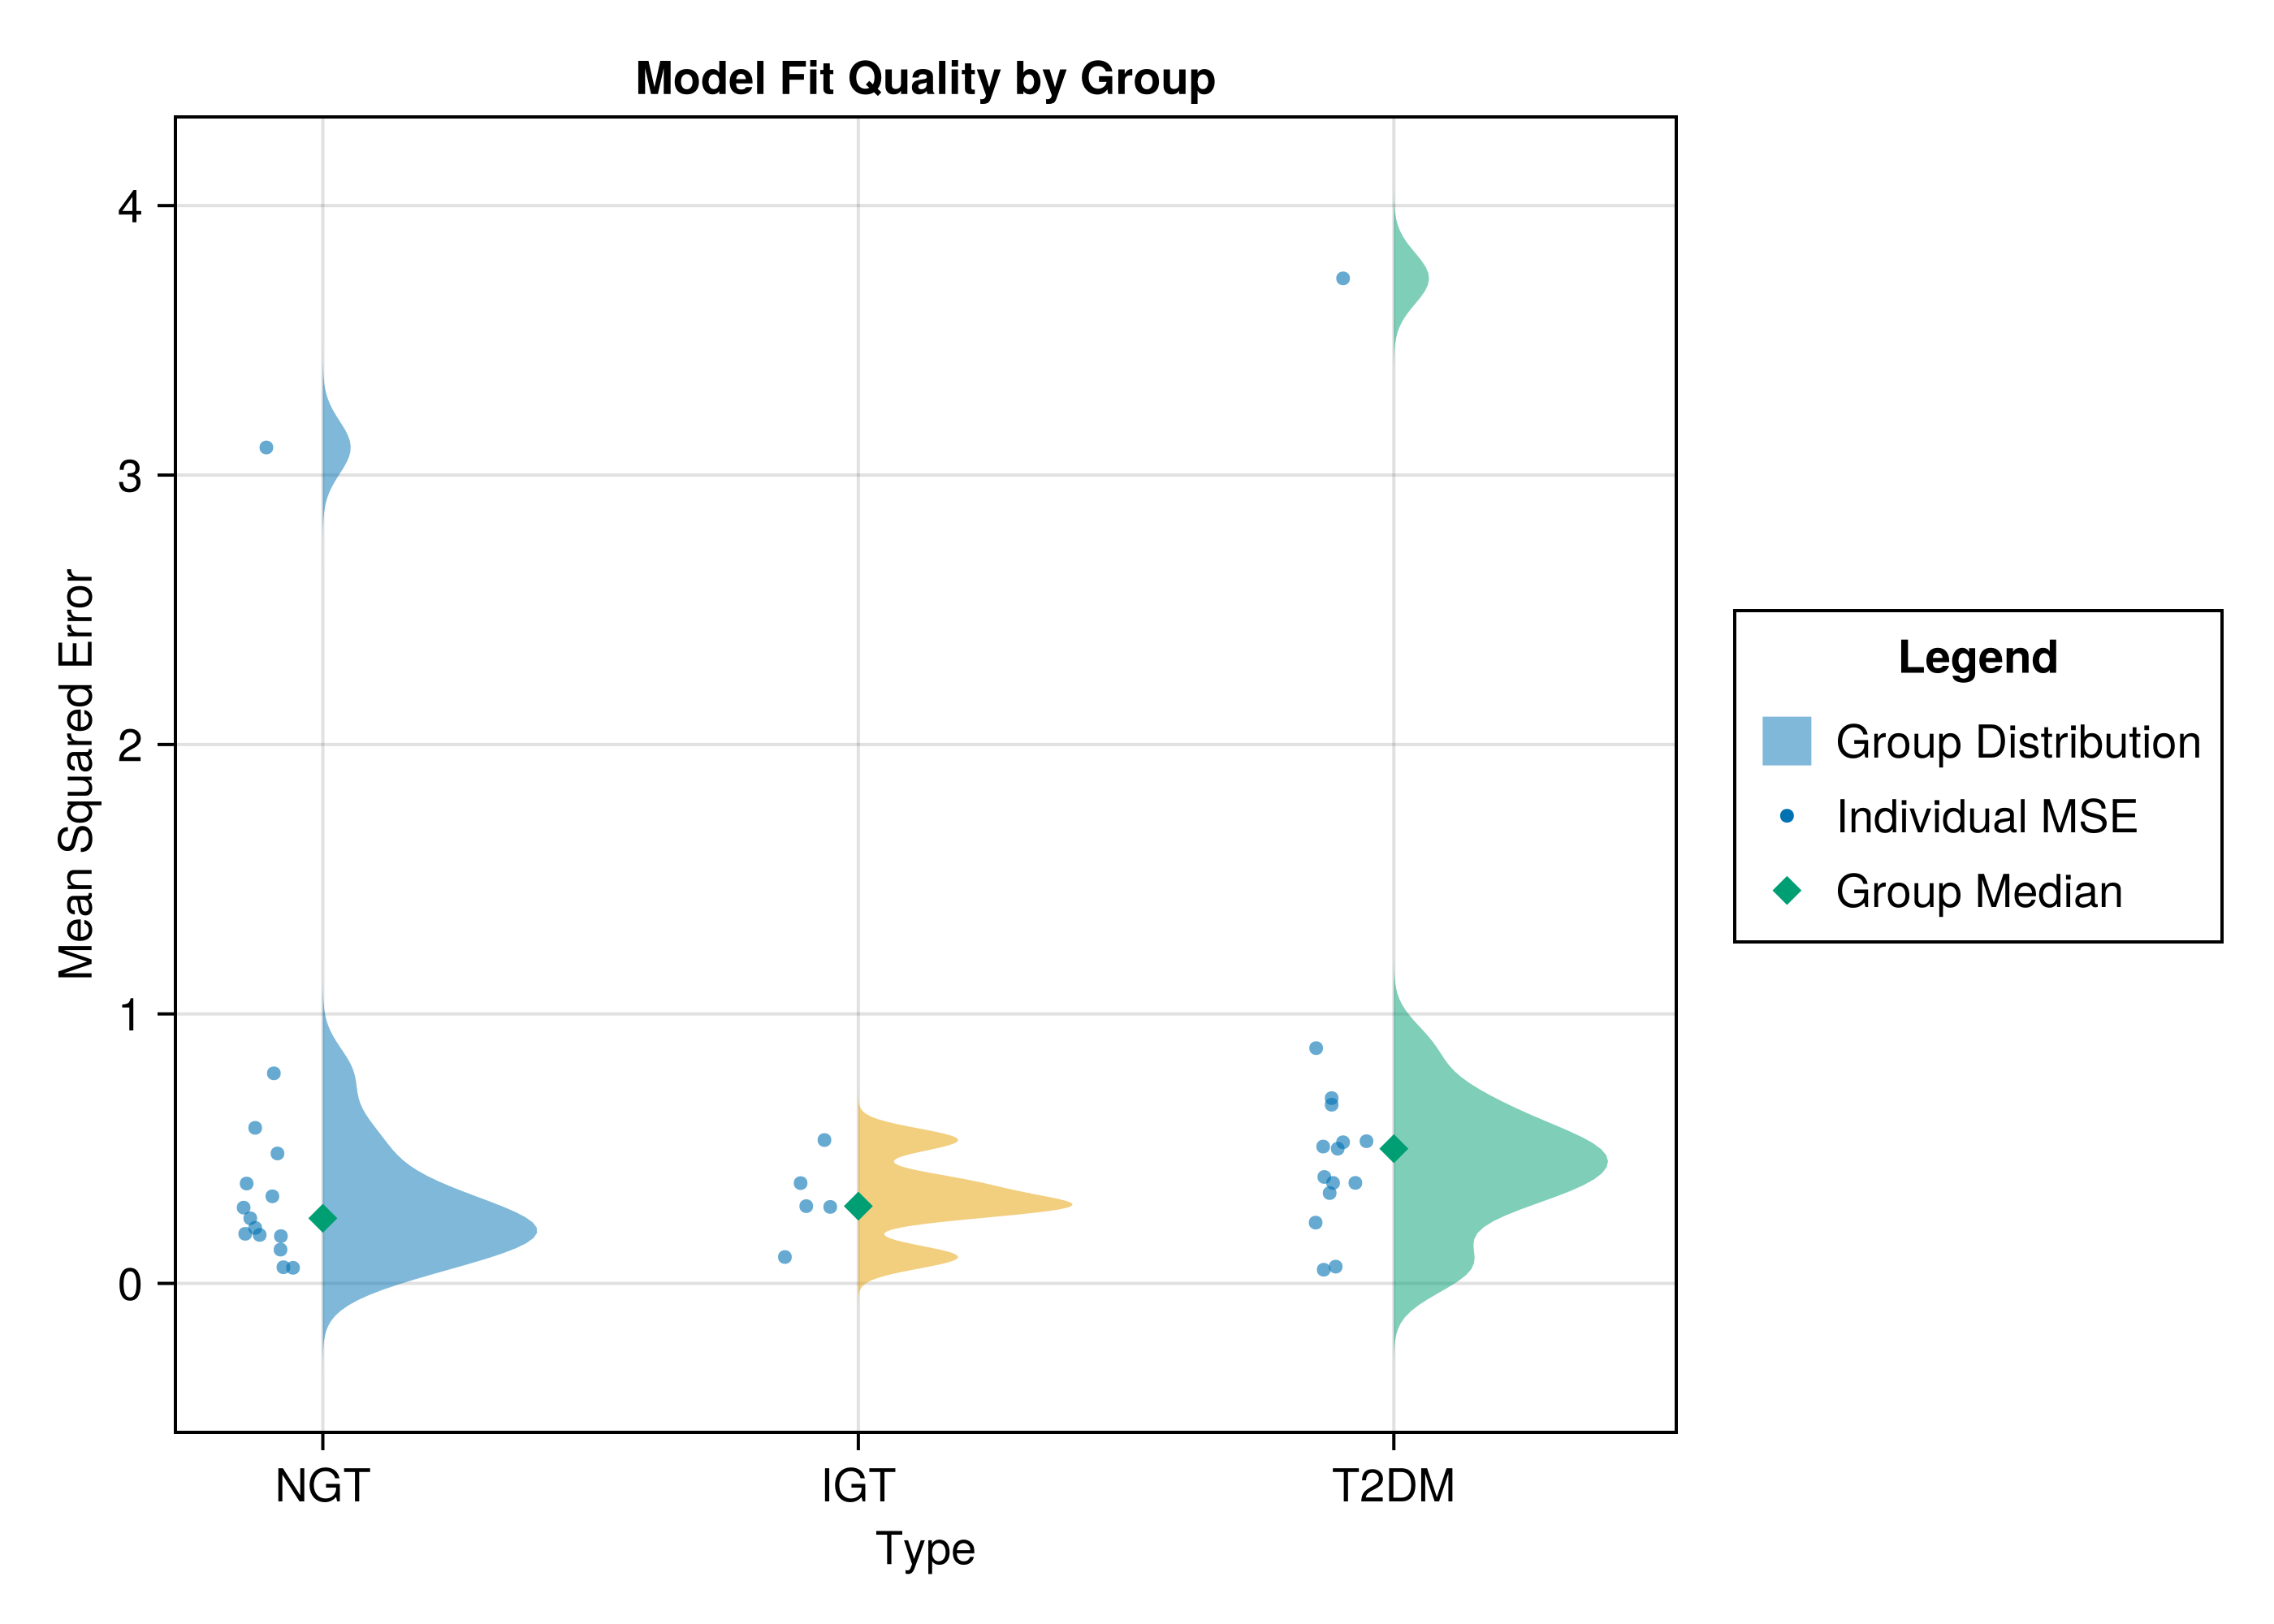 Model Fit Quality by Group
Mean Squared Error
4
3
2
1
0
NGT
IGT
T2DM
Type
Legend
Group Distribution
Individual MSE
Group Median